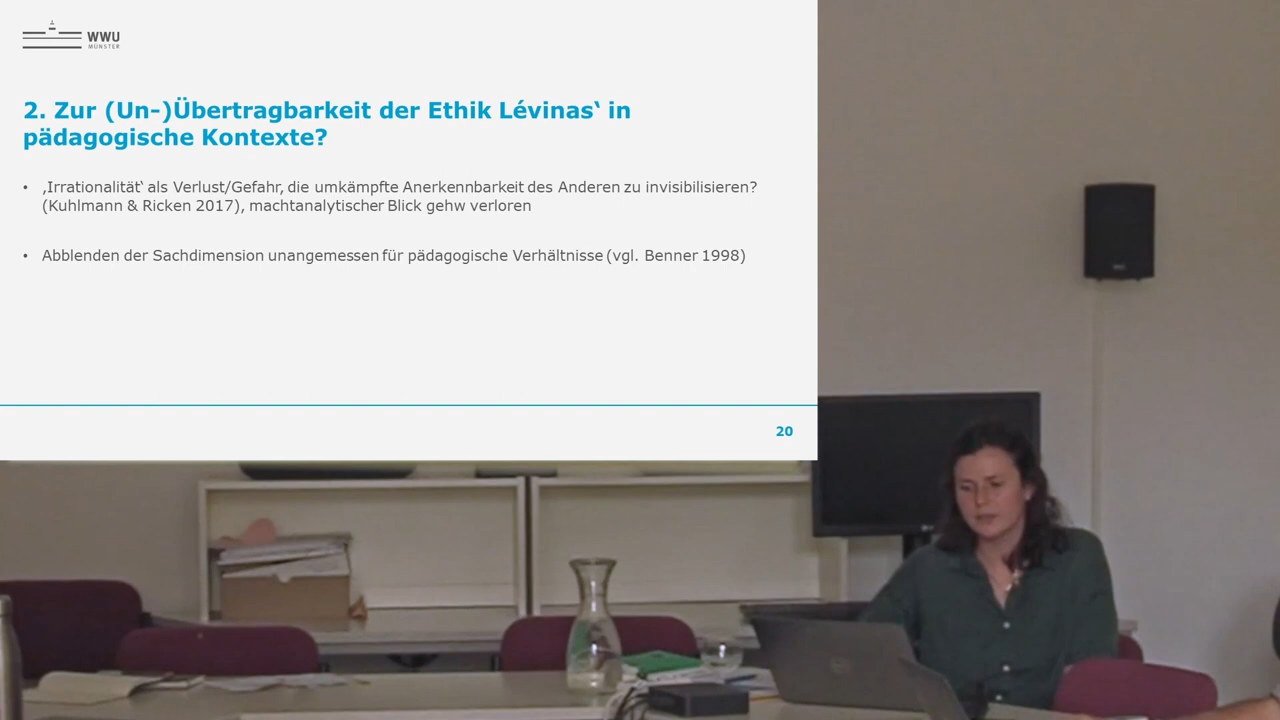 WWU
MÜNSTER
2. Zur (Un-)Übertragbarkeit der Ethik Lévinas‘ in
pädagogische Kontexte?
• ‚Irrationalität‘ als Verlust/Gefahr, die umkämpfte Anerkennbarkeit des Anderen zu invisibilisieren?
(Kuhlmann & Ricken 2017), machtanalytischer Blick gehw verloren
• Abblenden der Sachdimension unangemessen für pädagogische Verhältnisse (vgl. Benner 1998)
20